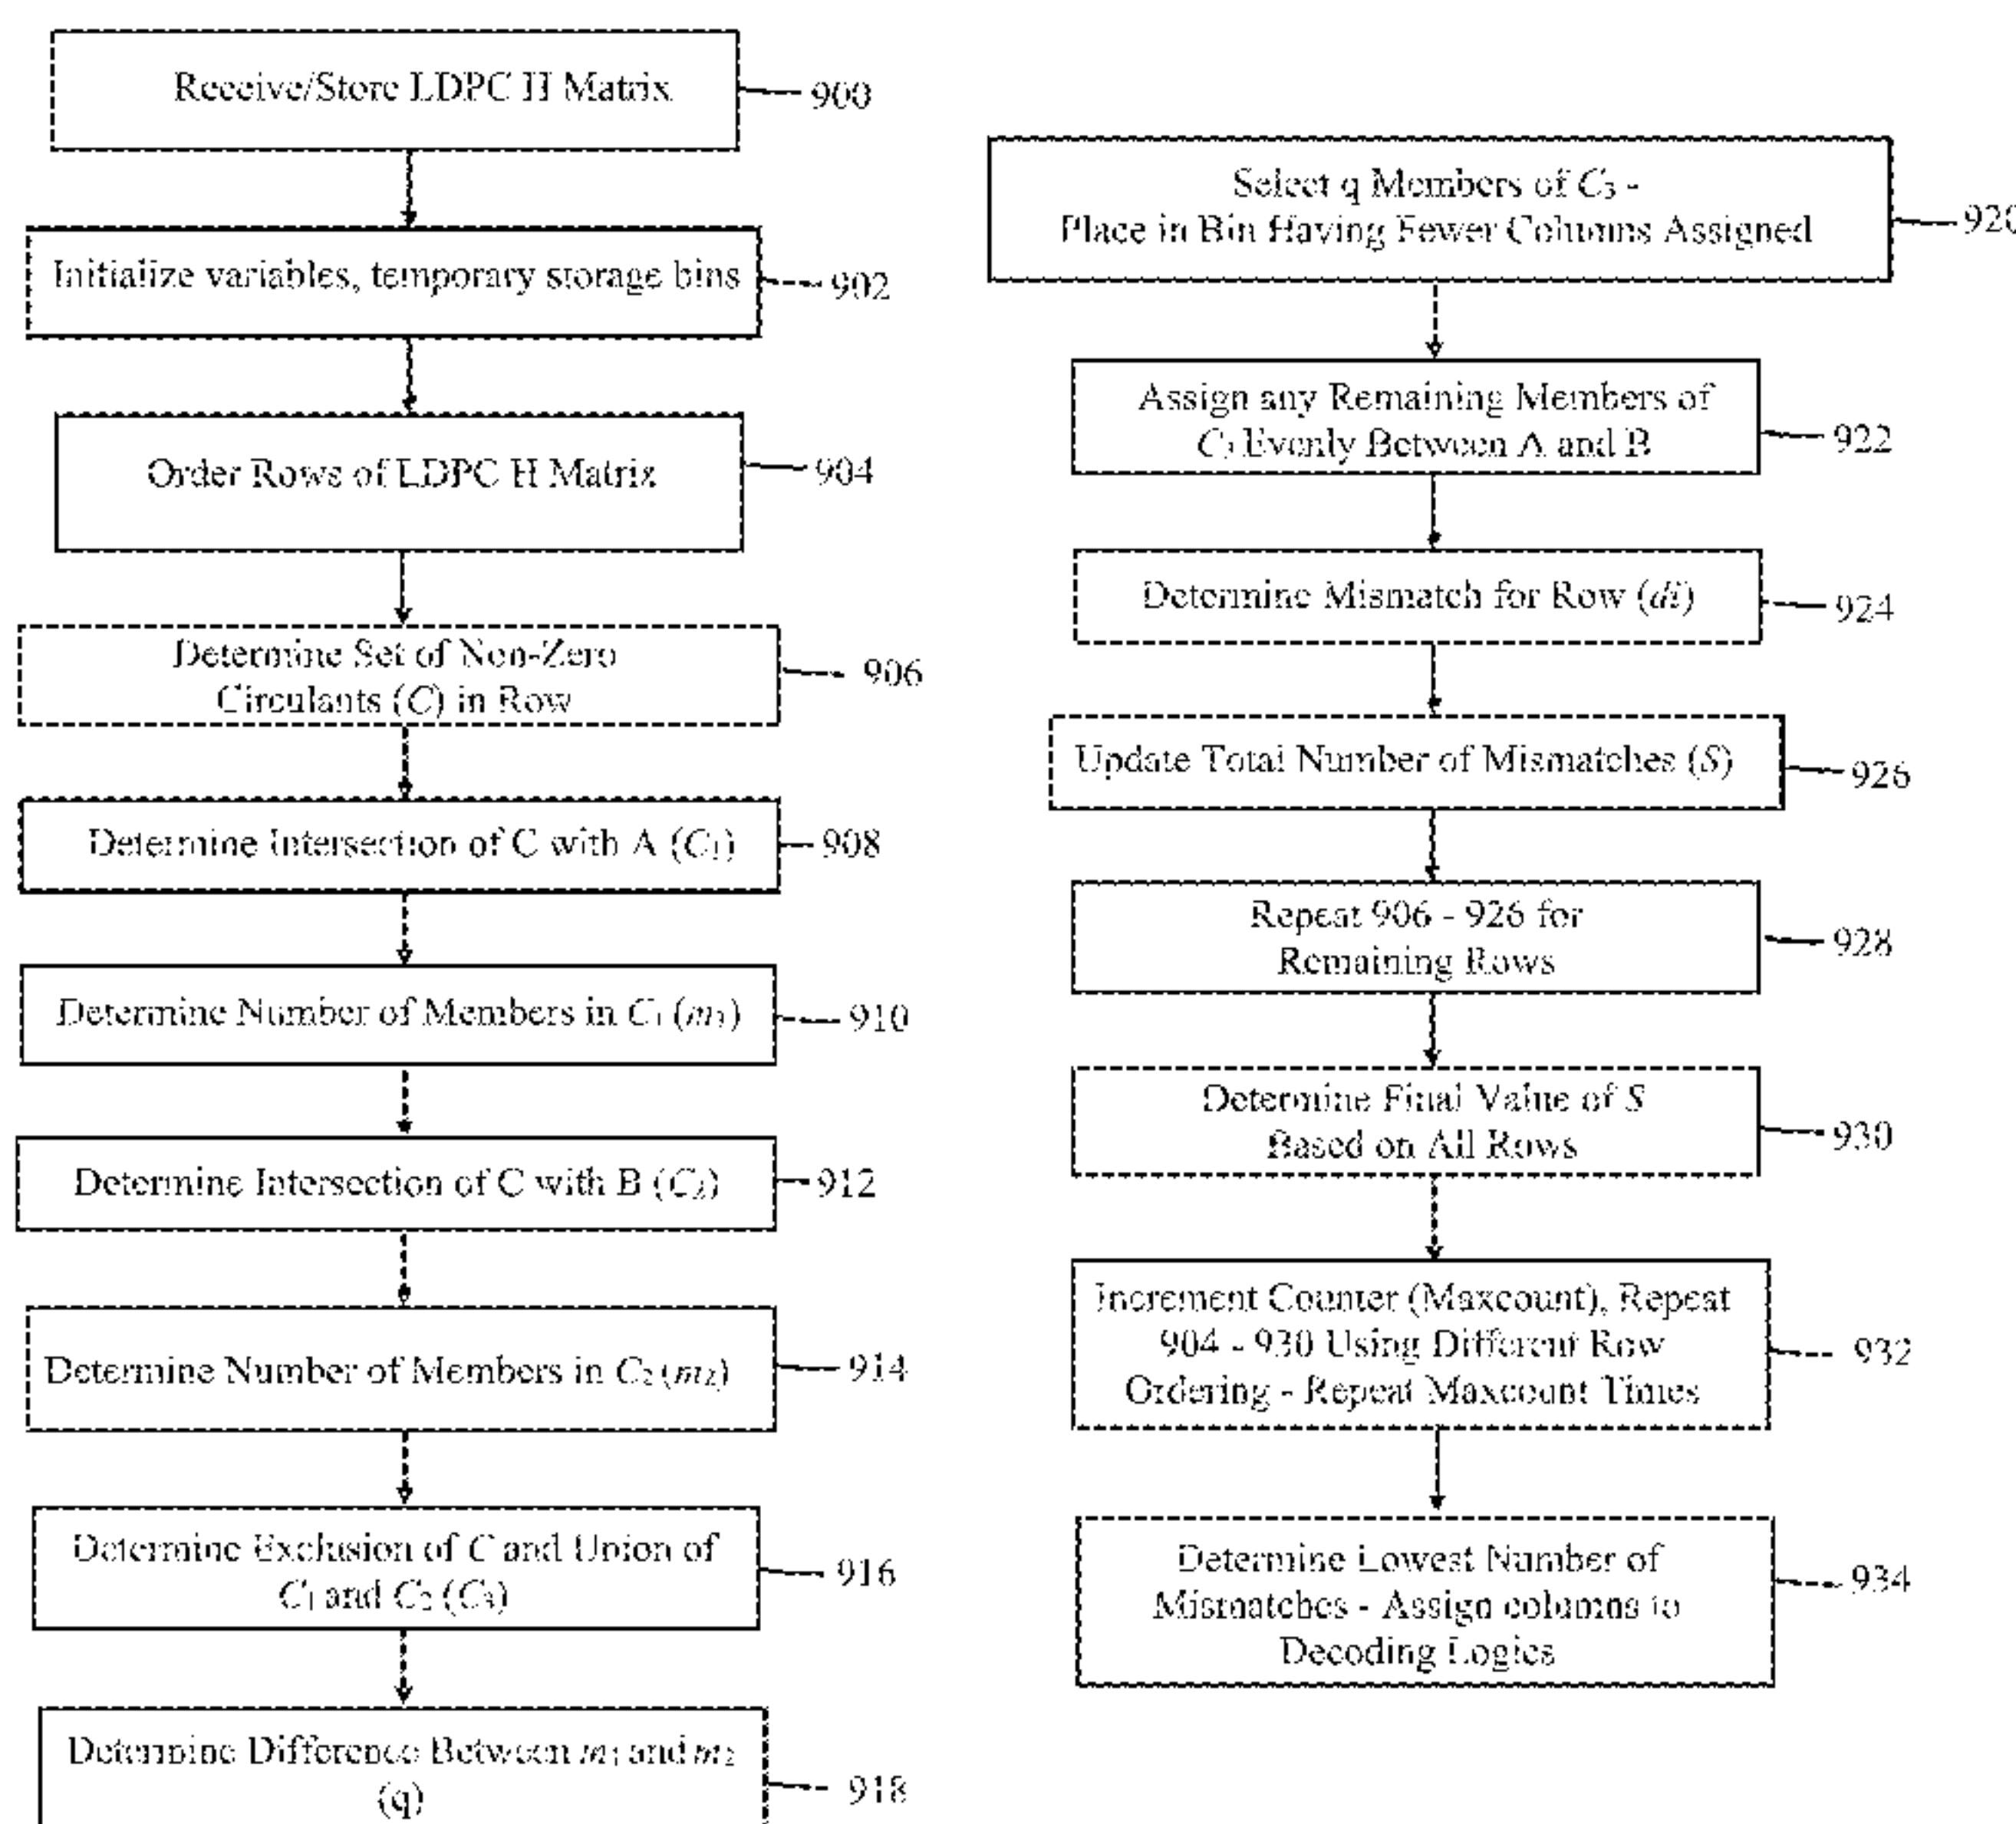 Receive/Store LDPC H Matrix
900
Initialize variables, temporary storage bins
902
Order Rows of LDPC H Matrix
904
Determine Set of Non-Zero
Circulants (C) in Row
906
Determine Intersection of C with A (C₁)
908
Determine Number of Members in C₁ (m₁)
910
Determine Intersection of C with B (C₂)
912
Determine Number of Members in C₂ (m₂)
914
Determine Exclusion of C and Union of
C₁ and C₂ (C₃)
916
Determine Difference Between m₁ and m₂
(q)
918
Select q Members of C₃ -
Place in Bin Having Fewer Columns Assigned
920
Assign any Remaining Members of
C₃ Evenly Between A and B
922
Determine Mismatch for Row (di)
924
Update Total Number of Mismatches (S)
926
Repeat 906 - 926 for
Remaining Rows
928
Determine Final Value of S
Based on All Rows
930
Increment Counter (Maxcount), Repeat
904 - 930 Using Different Row
Ordering - Repeat Maxcount Times
932
Determine Lowest Number of
Mismatches - Assign columns to
Decoding Logics
934